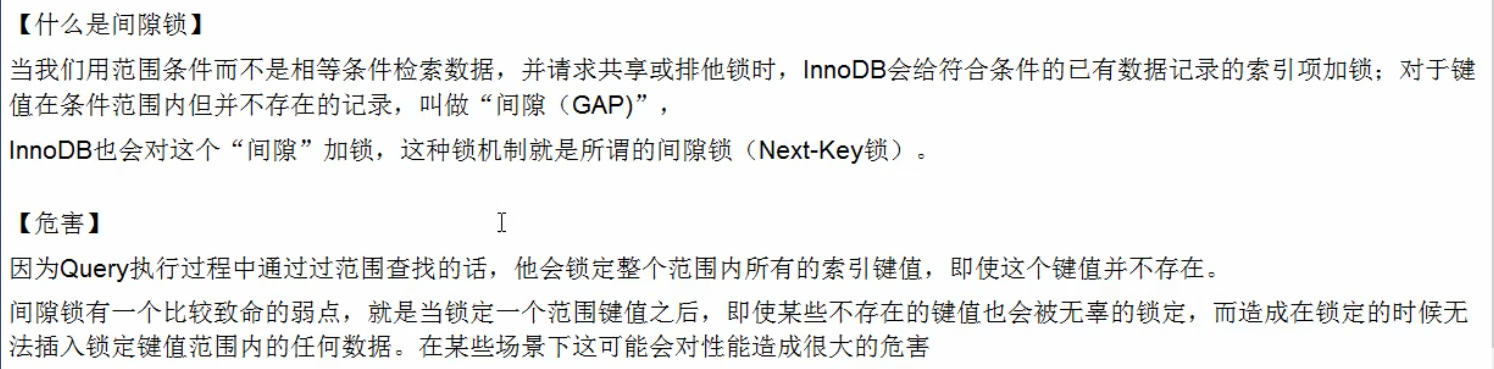 【什么是间隙锁】
当我们用范围条件而不是相等条件检索数据，并请求共享或排他锁时，InnoDB会给符合条件的已有数据记录的索引项加锁；对于键
值在条件范围内但并不存在的记录，叫做“间隙（GAP)”，
InnoDB也会对这个“间隙”加锁，这种锁机制就是所谓的间隙锁（Next-Key锁）。
【危害】
因为Query执行过程中通过过范围查找的话，他会锁定整个范围内所有的索引键值，即使这个键值并不存在。
间隙锁有一个比较致命的弱点，就是当锁定一个范围键值之后，即使某些不存在的键值也会被无辜的锁定，而造成在锁定的时候无
法插入锁定键值范围内的任何数据。在某些场景下这可能会对性能造成很大的危害